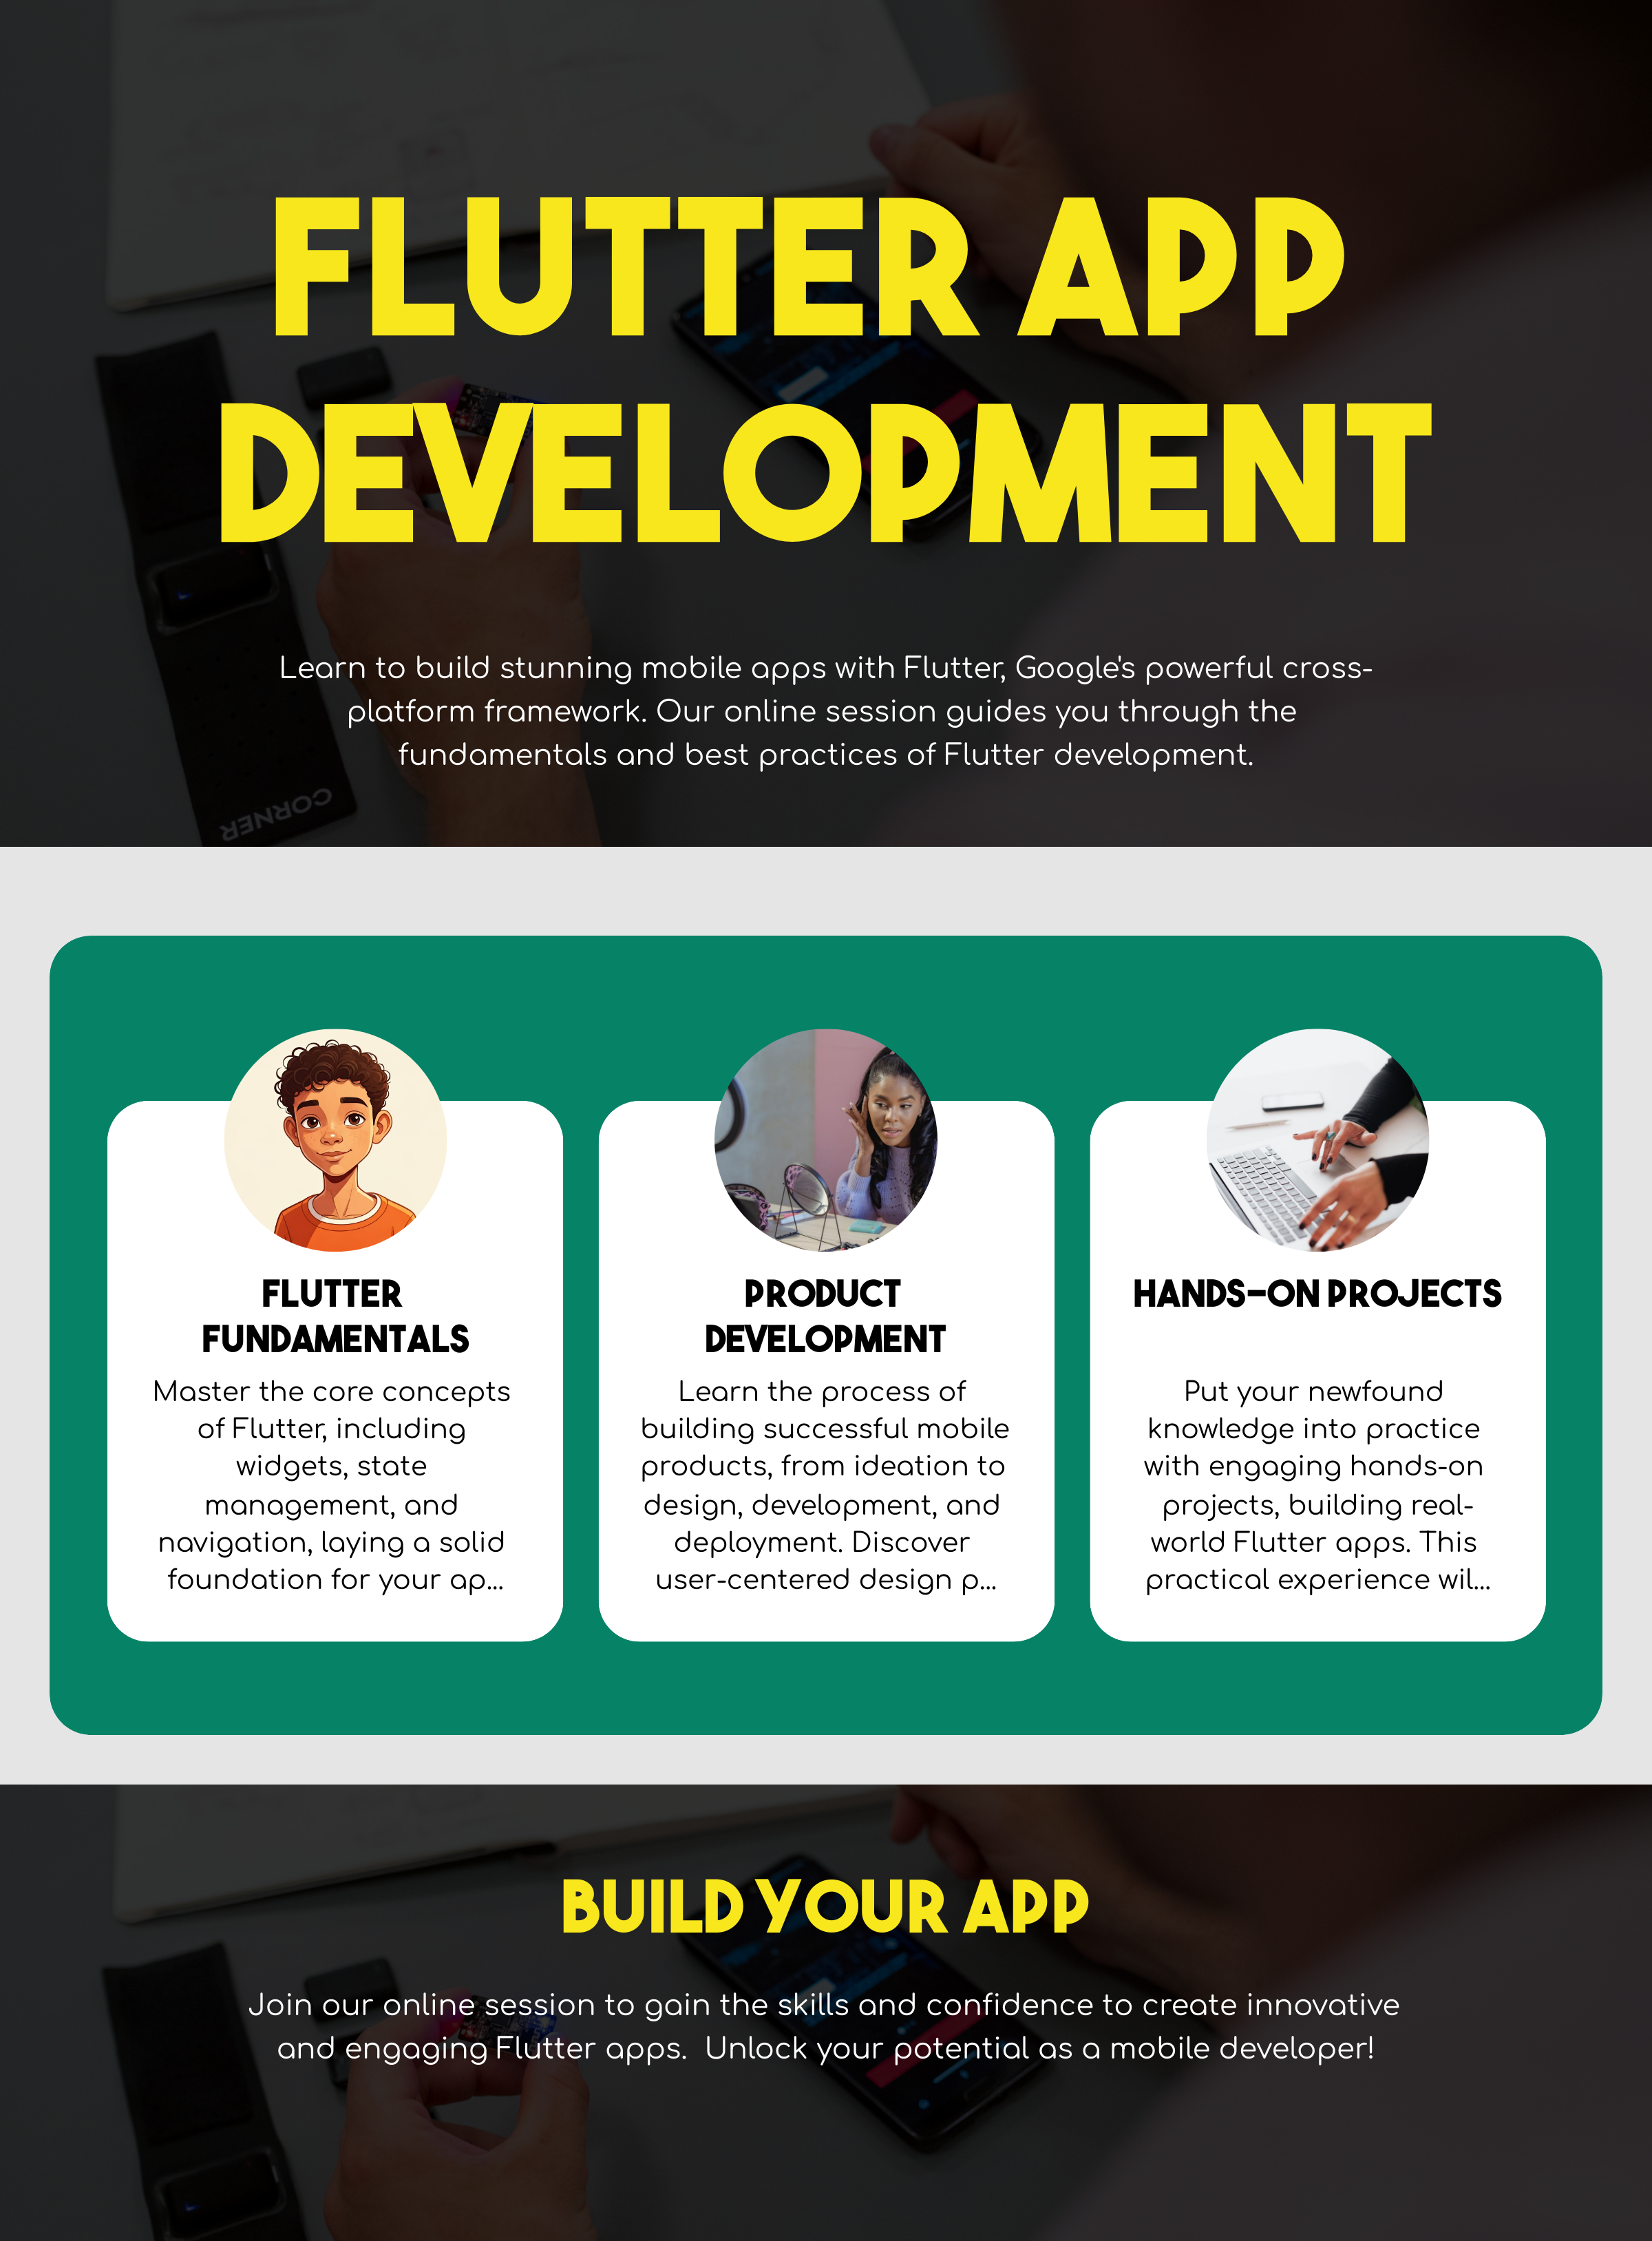 FLUTTER APP
DEVELOPMENT
Learn to build stunning mobile apps with Flutter, Google's powerful cross-
platform framework. Our online session guides you through the
fundamentals and best practices of Flutter development.
CORNER
FLUTTER
FUNDAMENTALS
Master the core concepts
of Flutter, including
widgets, state
management, and
navigation, laying a solid
foundation for your ap...
PRODUCT
DEVELOPMENT
Learn the process of
building successful mobile
products, from ideation to
design, development, and
deployment. Discover
user-centered design p...
HANDS-ON PROJECTS
Put your newfound
knowledge into practice
with engaging hands-on
projects, building real-
world Flutter apps. This
practical experience wil...
BUILD YOUR APP
Join our online session to gain the skills and confidence to create innovative
and engaging Flutter apps.  Unlock your potential as a mobile developer!